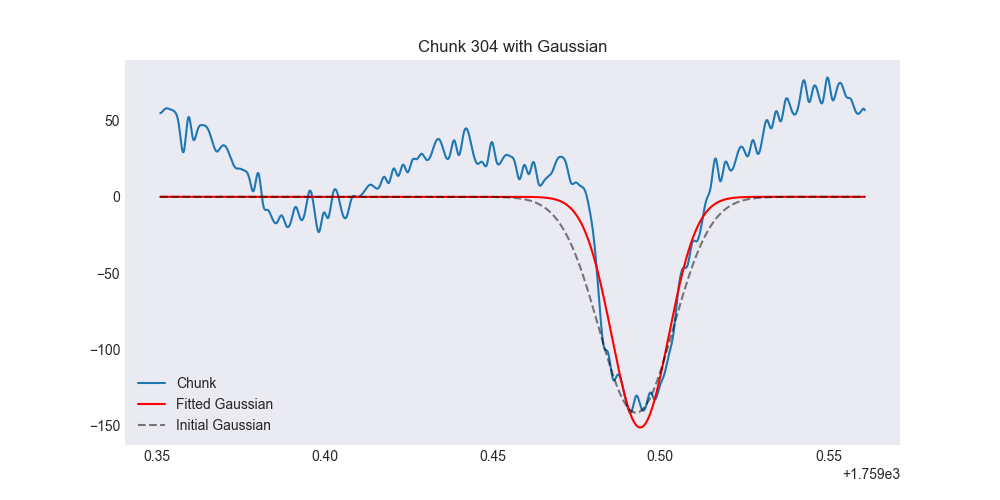 Chunk 304 with Gaussian
50
0
−50
−100
−150
Chunk
Fitted Gaussian
Initial Gaussian
0.35 0.40 0.45 0.50 0.55
+1.759e3